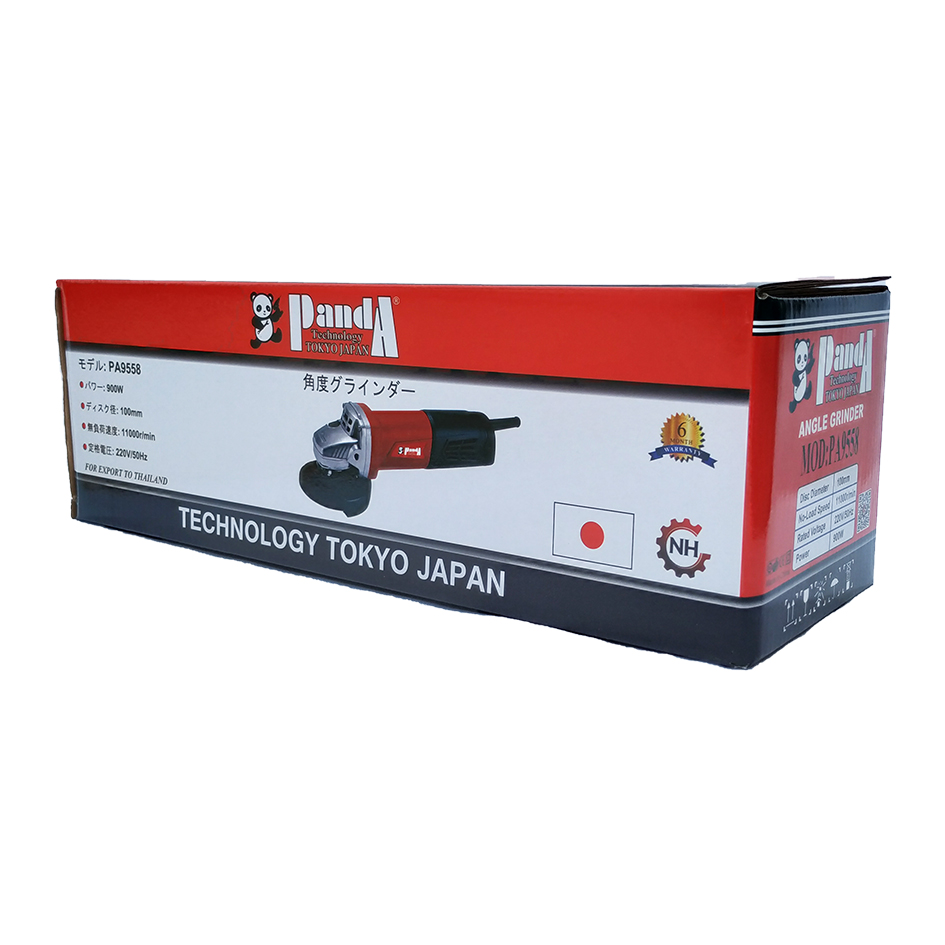 PandA®
Technology
TOKYO JAPAN
モデル: PA9558
パワー: 900W
ディスク径: 100mm
無負荷速度: 11000r/min
定格電圧: 220V/50Hz
FOR EXPORT TO THAILAND
角度グラインダー
PandA
6
MONTH
WARRANTY
NH
TECHNOLOGY TOKYO JAPAN
PandA
Technology
TOKYO JAPAN
ANGLE GRINDER
MOD:PA9558
Disc Diameter 100mm
No-Load Speed 11000r/min
Rated Voltage 220V/50Hz
Power 900W